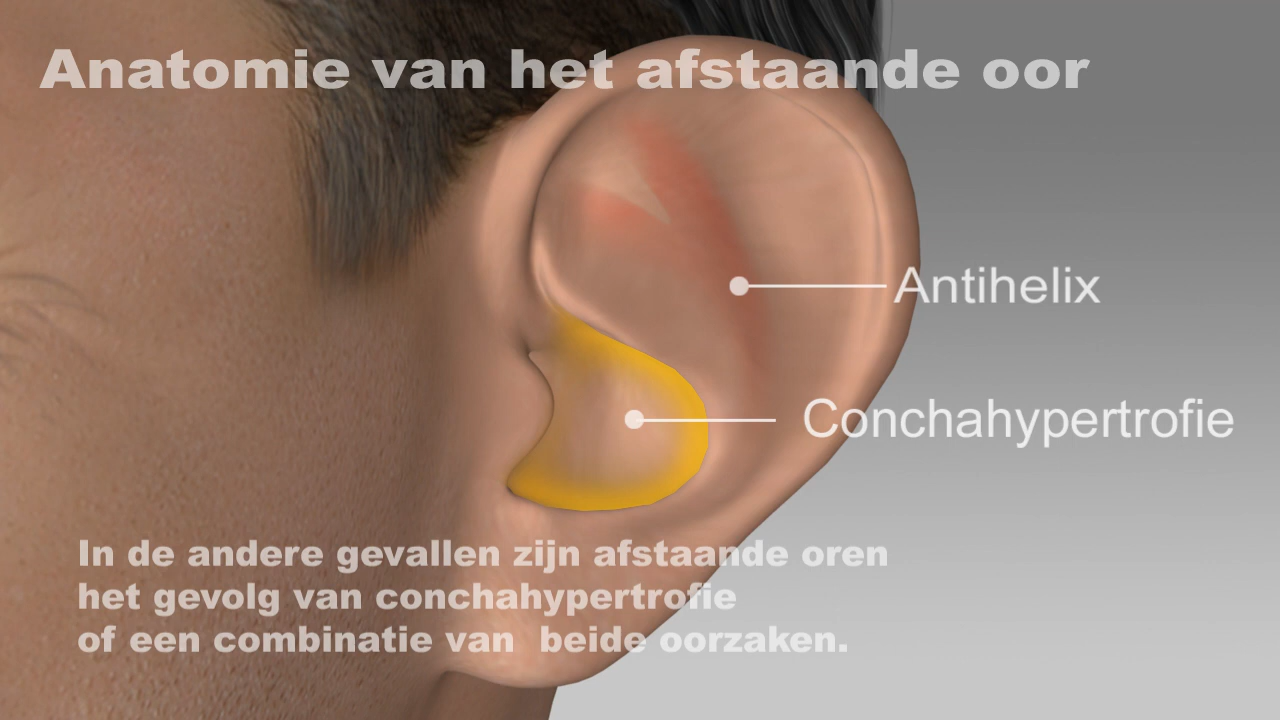 Anatomie van het afstaande oor
Antihelix
Conchahypertrofie
In de andere gevallen zijn afstaande oren
het gevolg van conchahypertrofie
of een combinatie van beide oorzaken.